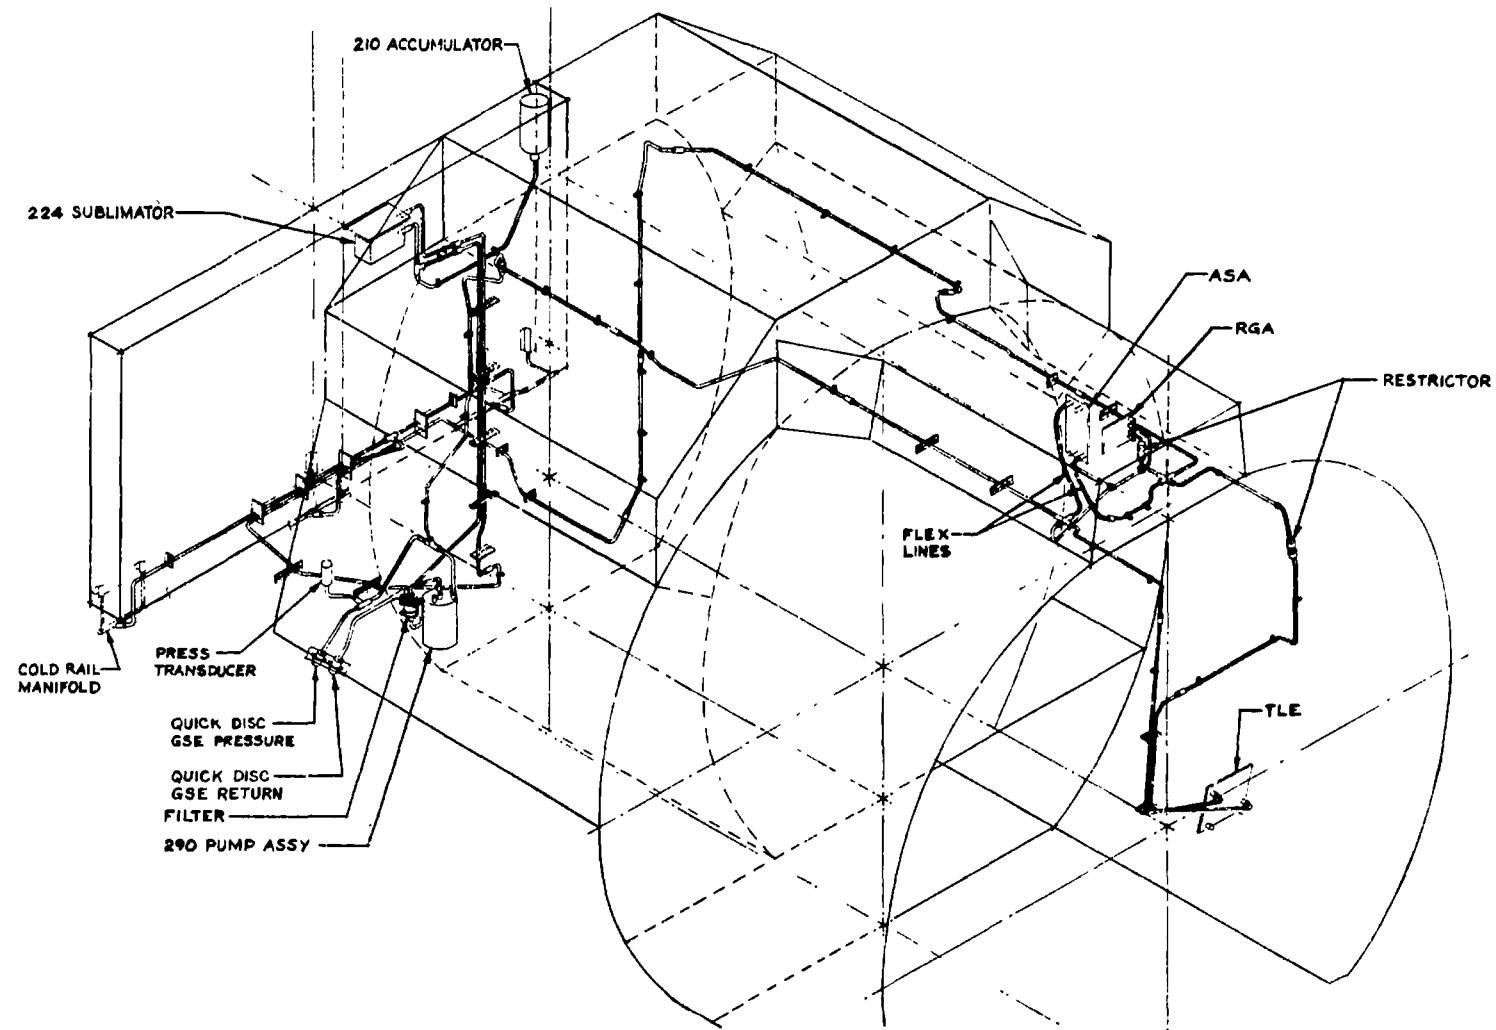 210 ACCUMULATOR
224 SUBLIMATOR
ASA
RGA
RESTRICTOR
FLEX
LINES
COLD RAIL
MANIFOLD
PRESS
TRANSDUCER
QUICK DISC
GSE PRESSURE
QUICK DISC
GSE RETURN
FILTER
290 PUMP ASSY
TLE